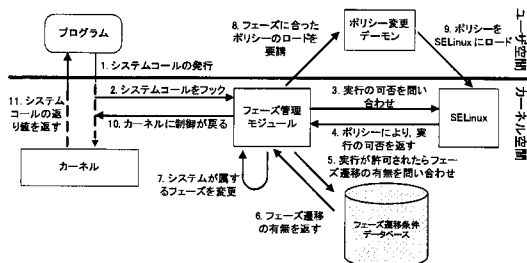 プログラム
8. フェーズに合った
ポリシーのロードを
要請
ポリシー変更
デーモン
9. ポリシーを
SELinuxにロード
ユーザ空間
1. システムコールの発行
カーネル空間
2. システムコールをフック
3. 実行の可否を問い
合わせ
フェーズ管理
モジュール
SELinux
11. システム
コールの返
り値を返す
10. カーネルに制御が戻る
4. ポリシーにより, 実
行の可否を返す
カーネル
5. 実行が許可されたらフェー
ズ遷移の有無を問い合わせ
7. システムが属す
るフェーズを変更
6. フェーズ遷移
の有無を返す
フェーズ遷移条件
データベース